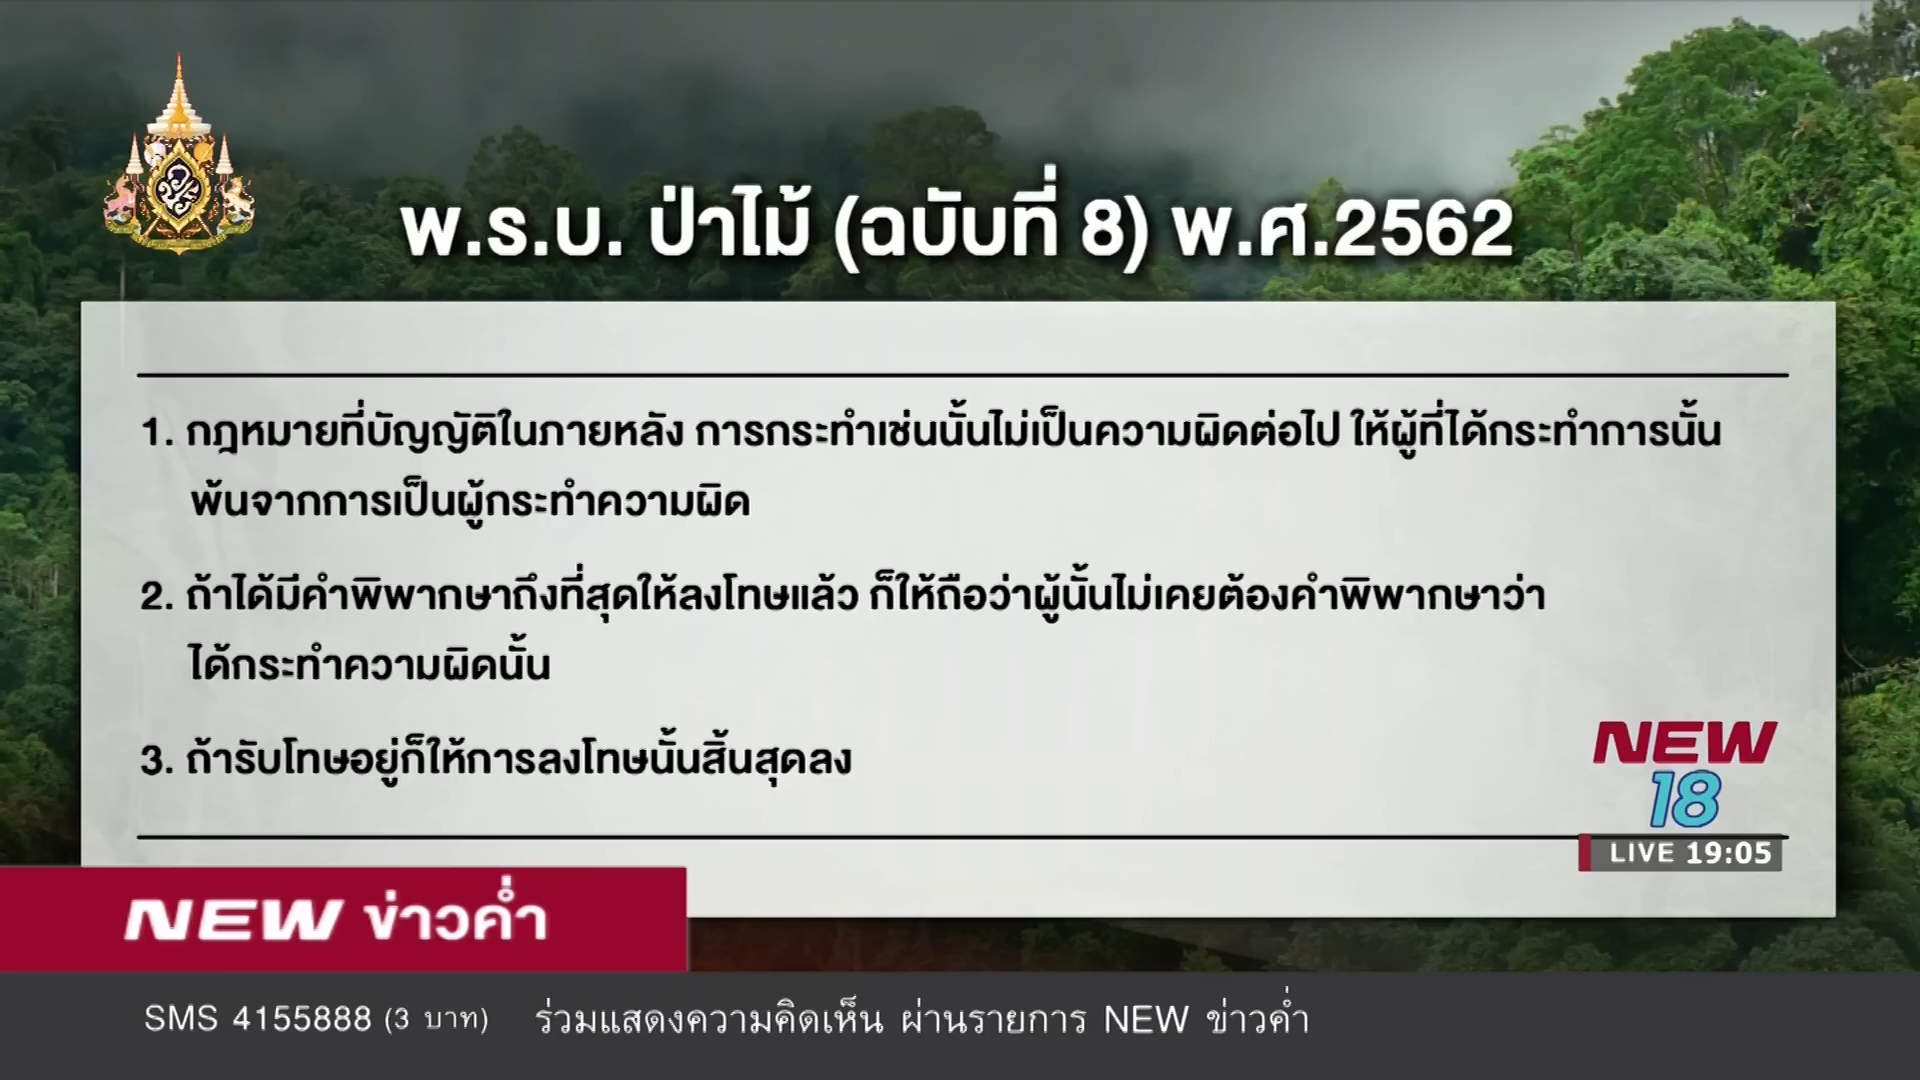 พ.ร.บ. ป่าไม้ (ฉบับที่ 8) พ.ศ.2562
1. กฎหมายที่บัญญัติในภายหลัง การกระทำเช่นนั้นไม่เป็นความผิดต่อไป ให้ผู้ที่ได้กระทำการนั้น
พ้นจากการเป็นผู้กระทำความผิด
2. ถ้าได้มีคำพิพากษาถึงที่สุดให้ลงโทษแล้ว ก็ให้ถือว่าผู้นั้นไม่เคยต้องคำพิพากษาว่า
ได้กระทำความผิดนั้น
3. ถ้ารับโทษอยู่ก็ให้การลงโทษนั้นสิ้นสุดลง
NEW
18
LIVE 19:05
NEW ข่าวค่ำ
SMS 4155888 (3 บาท) ร่วมแสดงความคิดเห็น ผ่านรายการ NEW ข่าวค่ำ